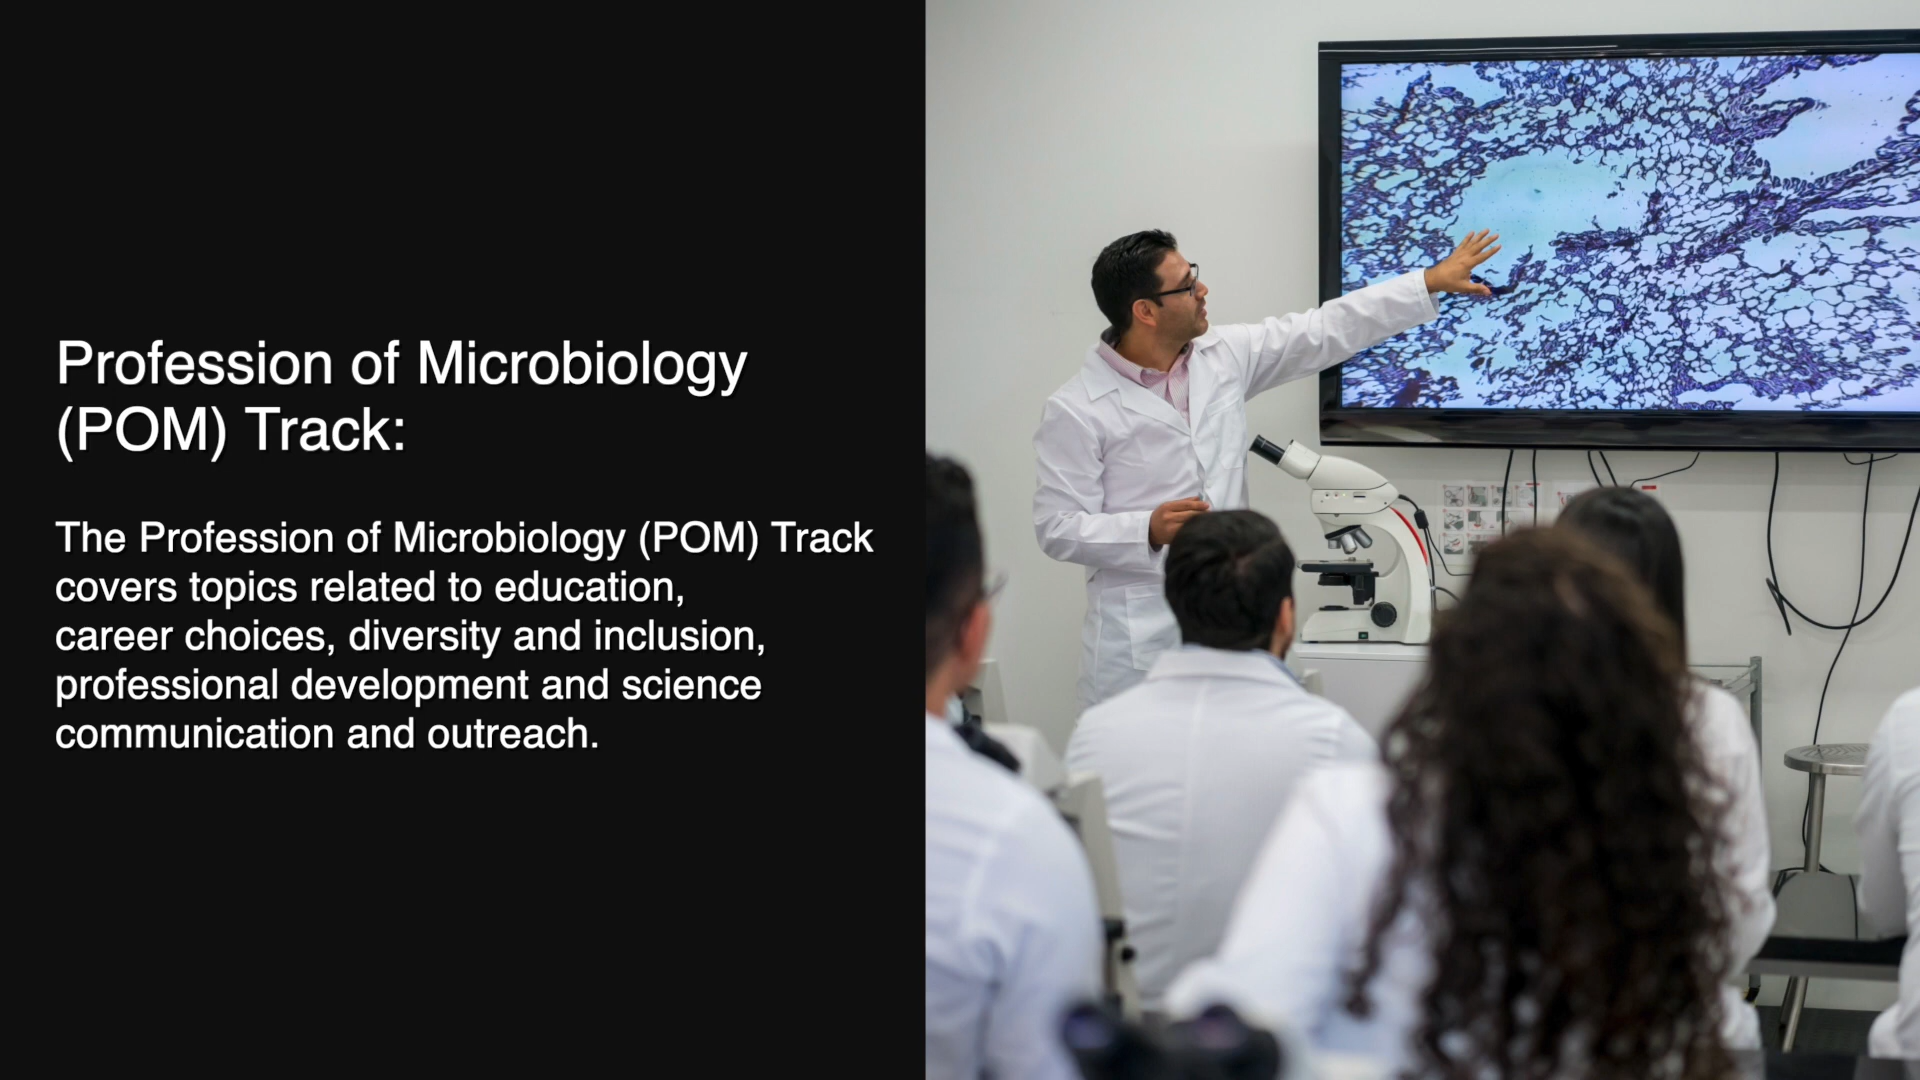 Profession of Microbiology
(POM) Track:
The Profession of Microbiology (POM) Track
covers topics related to education,
career choices, diversity and inclusion,
professional development and science
communication and outreach.